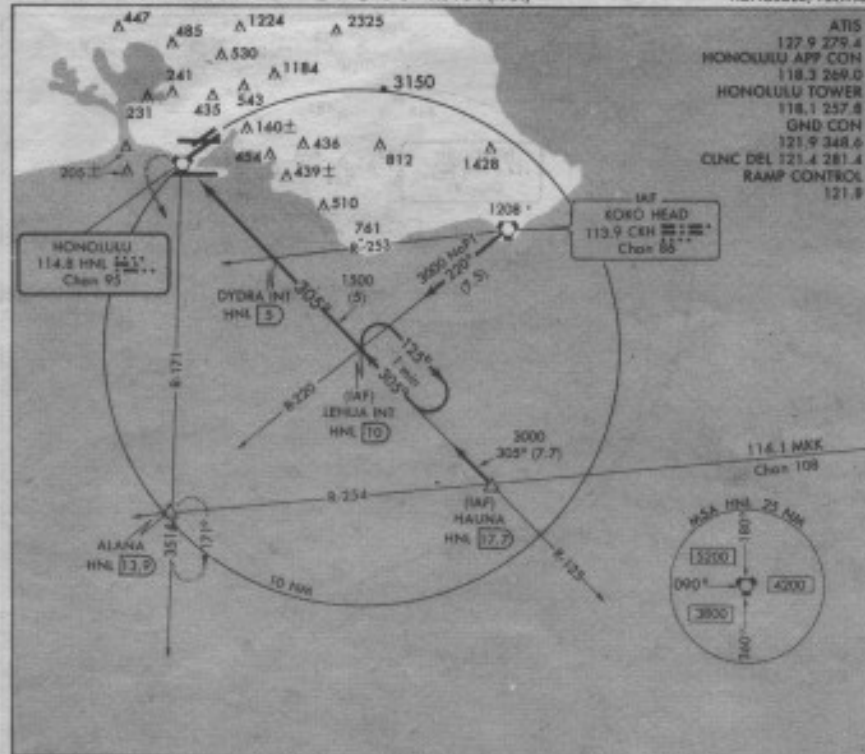 447
1224
2325
485
530
1184
241
3150
231
435
543
140±
436
812
1428
454
205±
439±
510
1208
761
ATIS
127.9 279.4
HONOLULU APP CON
118.3 269.0
HONOLULU TOWER
118.1 257.8
GND CON
121.9 348.6
CLNC DEL 121.4 281.4
RAMP CONTROL
121.8
IAF
KOKO HEAD
113.9 CKH
Chan 86
HONOLULU
114.8 HNL
Chan 95
R-253
3000 NoPT
220°
(7.5)
1500
(5)
DYDRA INT
HNL 5
305°
R-171
125°
1 min
305°
R-220
(IAF)
LEHUA INT
HNL 10
3000
305° (7.7)
116.1 MKK
Chan 108
R-254
(IAF)
HAUNA
HNL 17.7
ALANA
HNL 13.9
351°
171°
10 NM
R-125
MSA HNL 25 NM
180°
5200
090°
4200
3800
360°